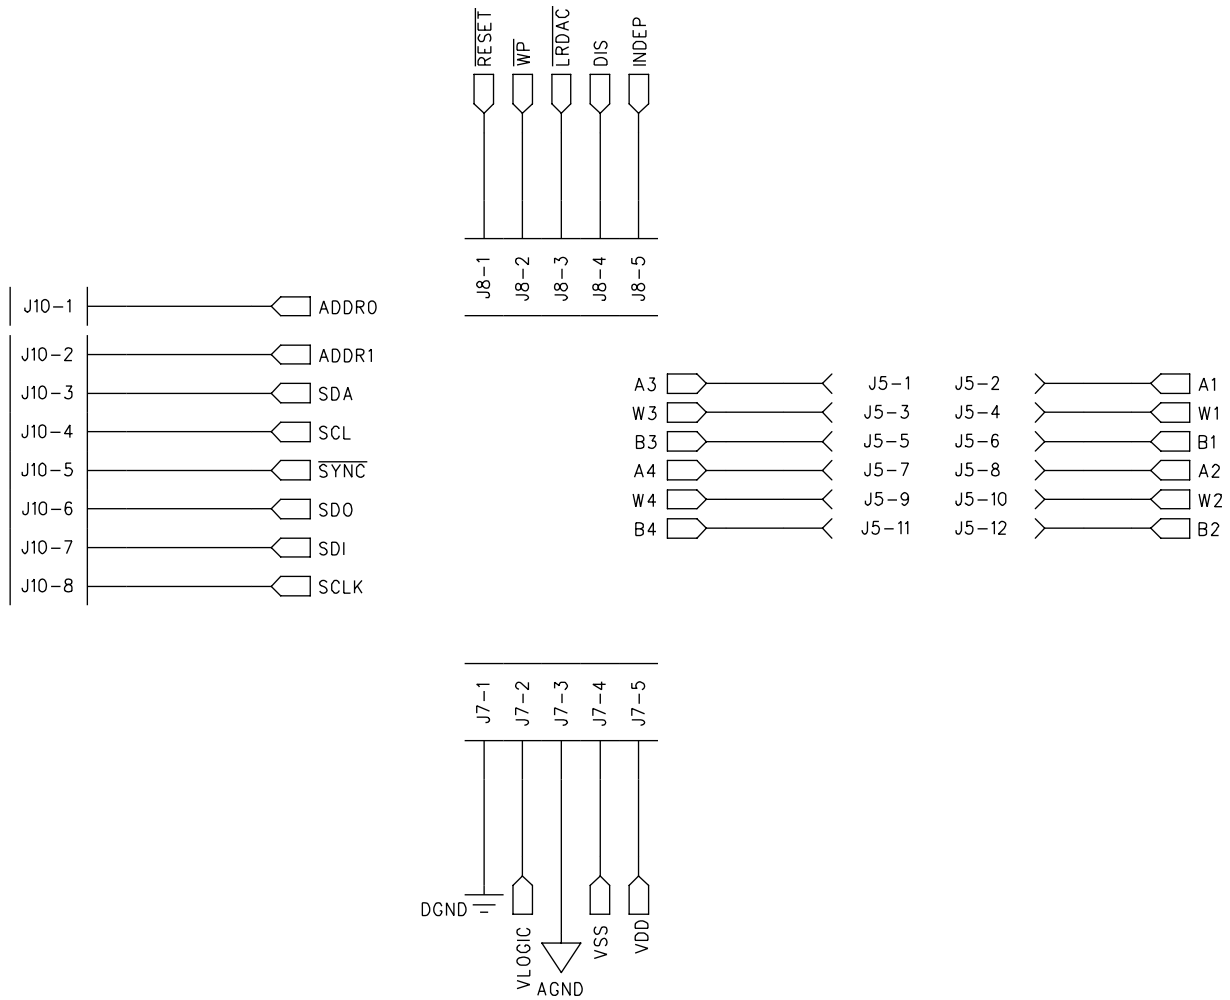 RESET
WP
LRDAC
DIS
INDEP
J8-1
J8-2
J8-3
J8-4
J8-5
J10-1 ADDR0
J10-2 ADDR1
J10-3 SDA
J10-4 SCL
J10-5 SYNC
J10-6 SDO
J10-7 SDI
J10-8 SCLK
A3 J5-1 J5-2 A1
W3 J5-3 J5-4 W1
B3 J5-5 J5-6 B1
A4 J5-7 J5-8 A2
W4 J5-9 J5-10 W2
B4 J5-11 J5-12 B2
J7-1
J7-2
J7-3
J7-4
J7-5
DGND
VLOGIC
AGND
VSS
VDD